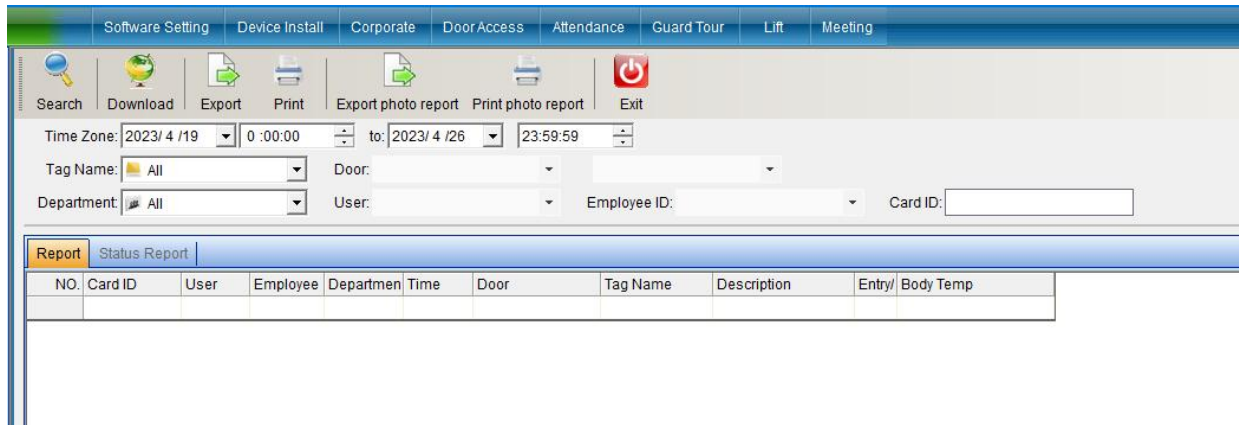 Software Setting Device Install Corporate Door Access Attendance Guard Tour Lift Meeting
Search Download Export Print Export photo report Print photo report Exit
Time Zone: 2023/ 4 /19 0 :00:00 to: 2023/ 4 /26 23:59:59
Tag Name: All Door:
Department: All User: Employee ID: Card ID:
Report Status Report
NO. Card ID User Employee Departmen Time Door Tag Name Description Entry/ Body Temp